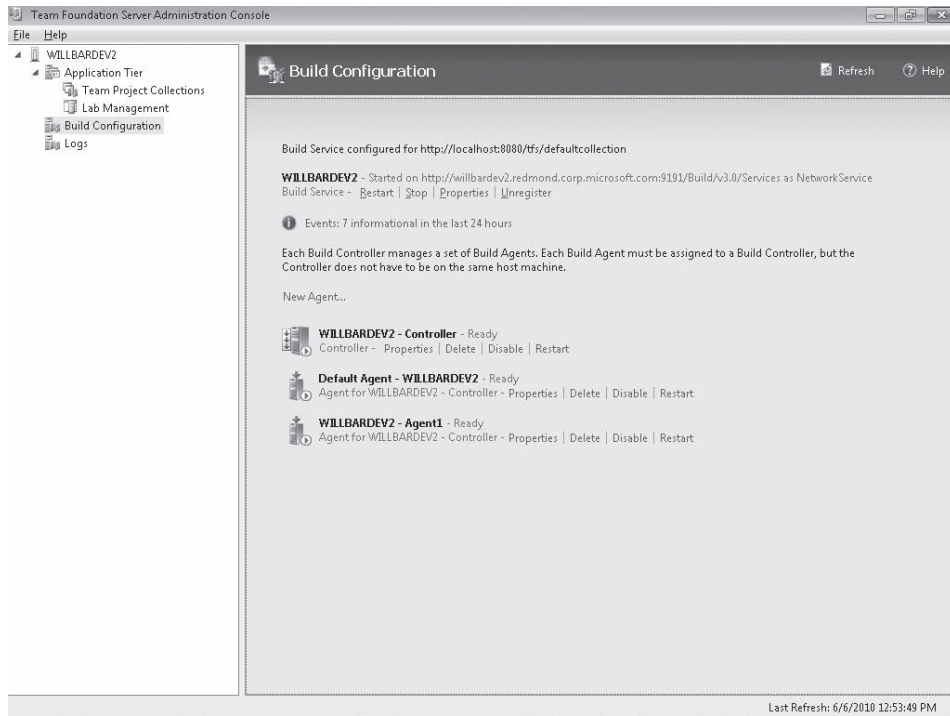 Team Foundation Server Administration Console
File Help
WILLBARDEV2
Application Tier
Team Project Collections
Lab Management
Build Configuration
Logs
Build Configuration
Refresh
Help
Build Service configured for http://localhost:8080/tfs/defaultcollection
WILLBARDEV2 - Started on http://willbardev2.redmond.corp.microsoft.com:9191/Build/v3.0/Services as NetworkService
Build Service - Restart | Stop | Properties | Unregister
Events: 7 informational in the last 24 hours
Each Build Controller manages a set of Build Agents. Each Build Agent must be assigned to a Build Controller, but the
Controller does not have to be on the same host machine.
New Agent...
WILLBARDEV2 - Controller - Ready
Controller - Properties | Delete | Disable | Restart
Default Agent - WILLBARDEV2 - Ready
Agent for WILLBARDEV2 - Controller - Properties | Delete | Disable | Restart
WILLBARDEV2 - Agent1 - Ready
Agent for WILLBARDEV2 - Controller - Properties | Delete | Disable | Restart
Last Refresh: 6/6/2010 12:53:49 PM